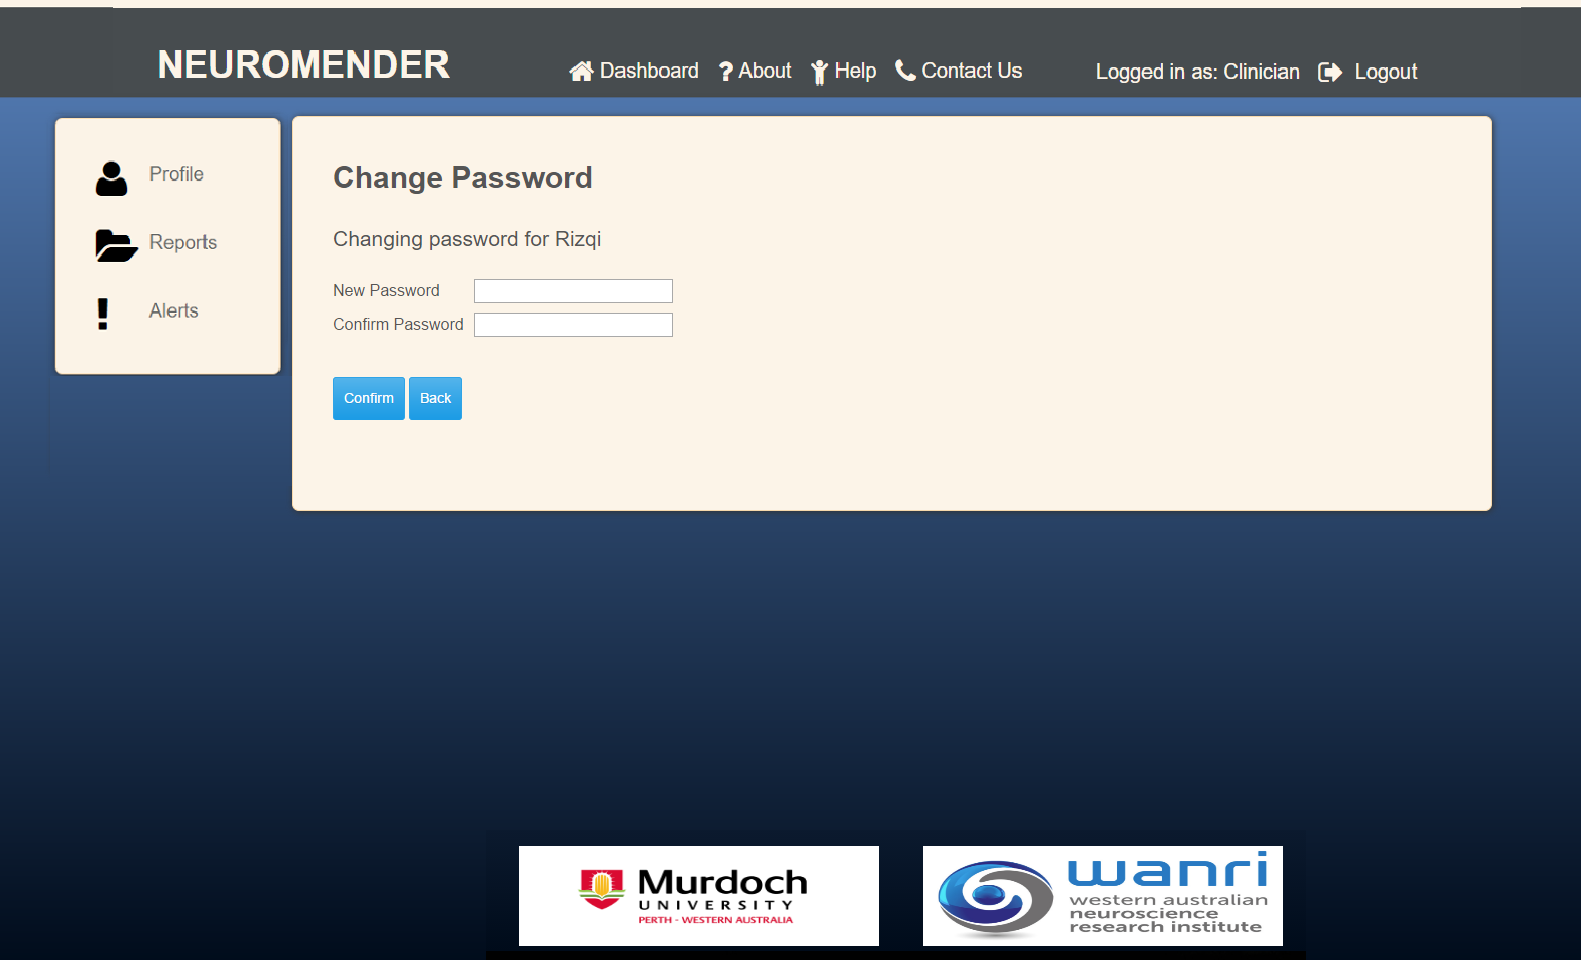 NEUROMENDER
Dashboard
About
Help
Contact Us
Logged in as: Clinician
Logout
Profile
Reports
Alerts
Change Password
Changing password for Rizqi
New Password
Confirm Password
Confirm
Back
Murdoch
UNIVERSITY
PERTH - WESTERN AUSTRALIA
wanri
western australian
neuroscience
research institute